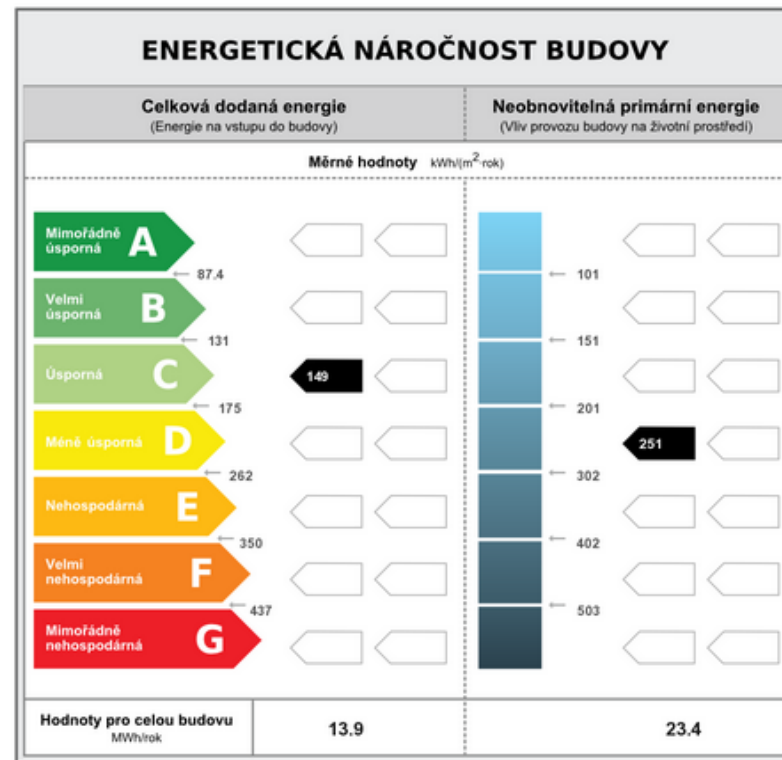 ENERGETICKÁ NÁROČNOST BUDOVY
Celková dodaná energie
(Energie na vstupu do budovy)
Neobnovitelná primární energie
(Vliv provozu budovy na životní prostředí)
Měrné hodnoty kWh/(m²·rok)
Mimořádně
úsporná
A
87.4
101
Velmi
úsporná
B
131
151
Úsporná
C
149
175
201
Méně úsporná
D
251
262
302
Nehospodárná
E
350
402
Velmi
nehospodárná
F
437
503
Mimořádně
nehospodárná
G
Hodnoty pro celou budovu
MWh/rok
13.9
23.4